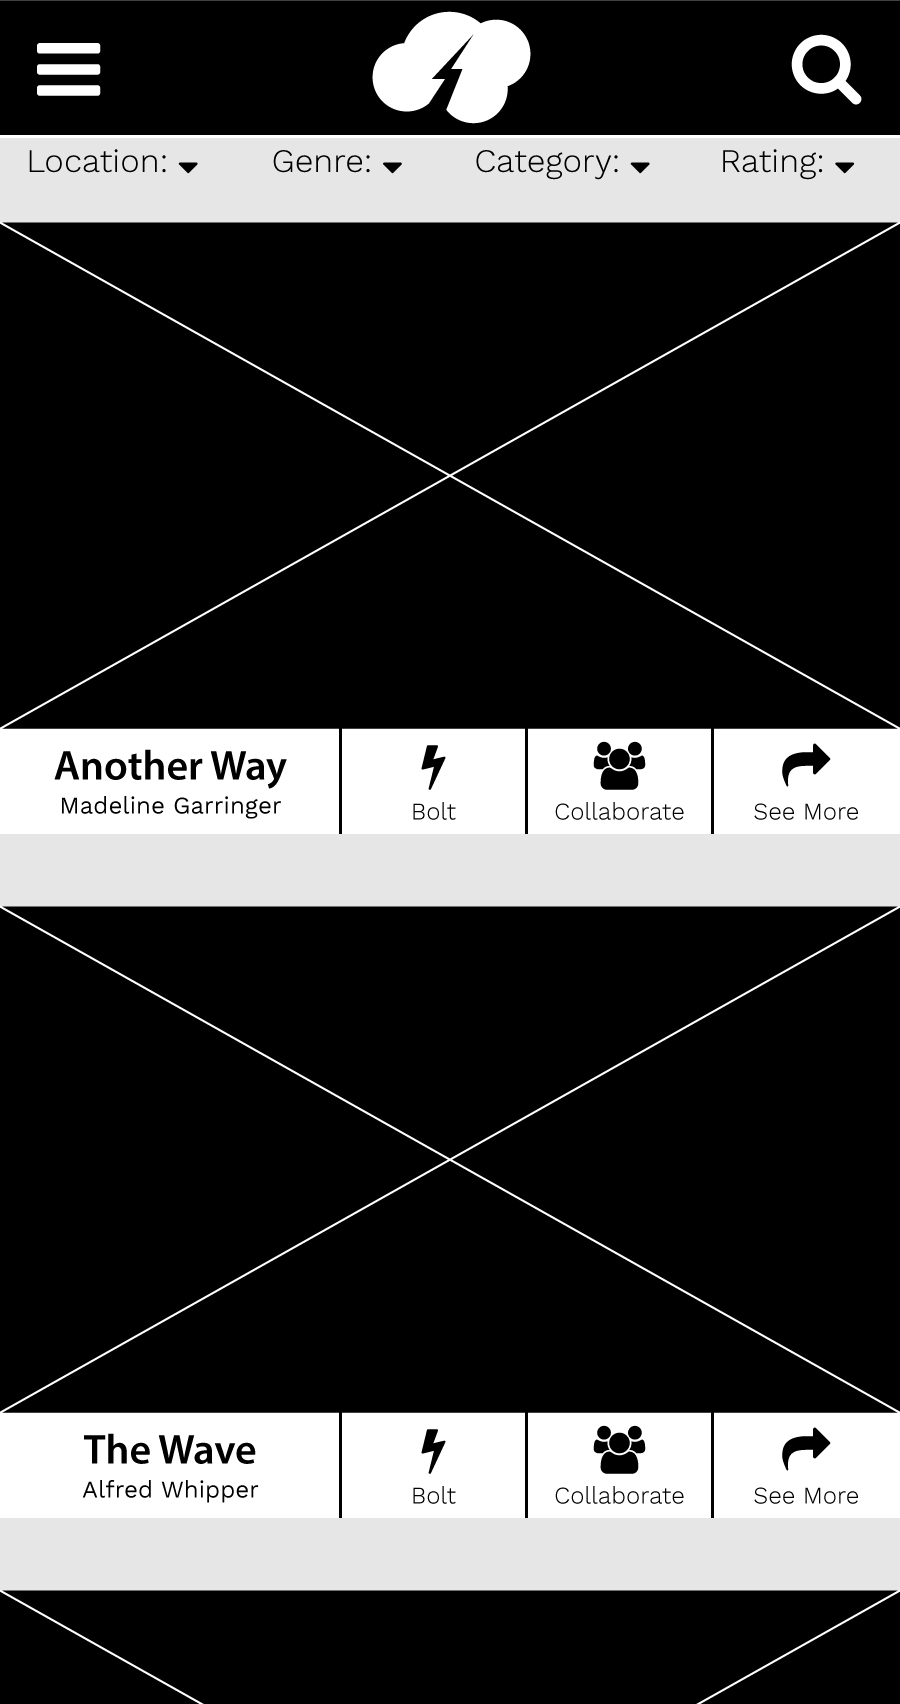 Location: Genre: Category: Rating:
Another Way
Madeline Garringer
Bolt
Collaborate
See More
The Wave
Alfred Whipper
Bolt
Collaborate
See More